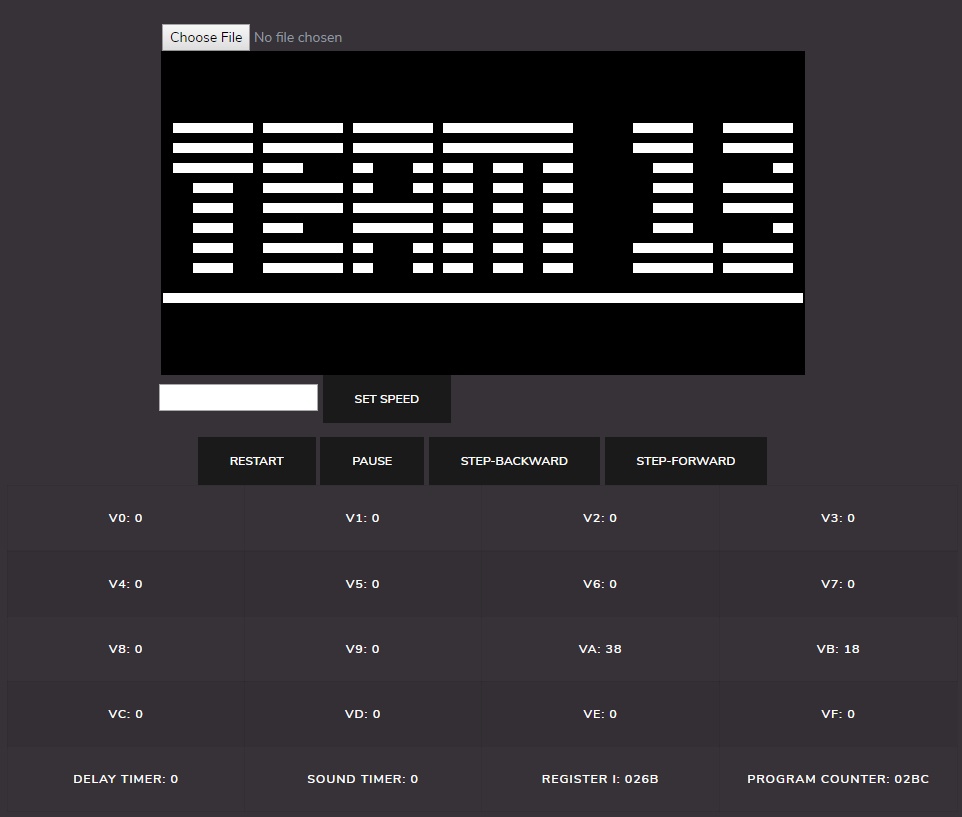 Choose File No file chosen
TEAM 13
SET SPEED
RESTART PAUSE STEP-BACKWARD STEP-FORWARD
V0: 0 V1: 0 V2: 0 V3: 0
V4: 0 V5: 0 V6: 0 V7: 0
V8: 0 V9: 0 VA: 38 VB: 18
VC: 0 VD: 0 VE: 0 VF: 0
DELAY TIMER: 0 SOUND TIMER: 0 REGISTER I: 026B PROGRAM COUNTER: 02BC